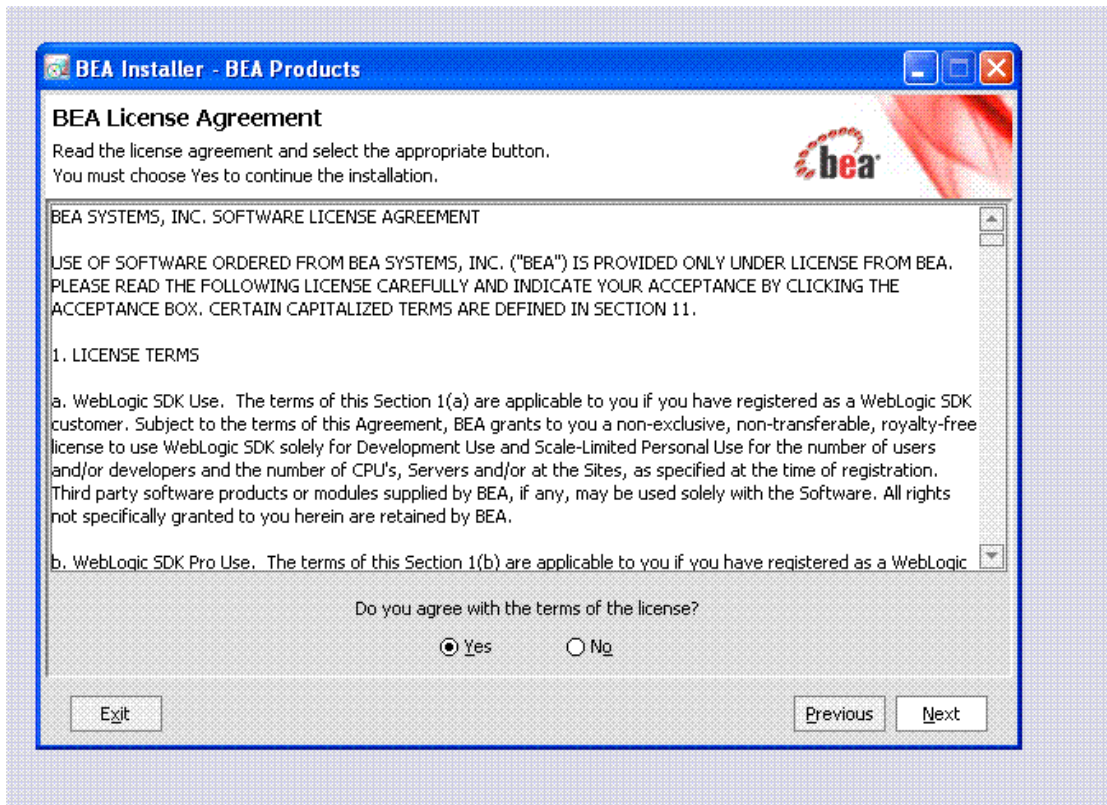 BEA Installer - BEA Products
BEA License Agreement
Read the license agreement and select the appropriate button.
You must choose Yes to continue the installation.
bea
BEA SYSTEMS, INC. SOFTWARE LICENSE AGREEMENT
USE OF SOFTWARE ORDERED FROM BEA SYSTEMS, INC. ("BEA") IS PROVIDED ONLY UNDER LICENSE FROM BEA.
PLEASE READ THE FOLLOWING LICENSE CAREFULLY AND INDICATE YOUR ACCEPTANCE BY CLICKING THE
ACCEPTANCE BOX. CERTAIN CAPITALIZED TERMS ARE DEFINED IN SECTION 11.
1. LICENSE TERMS
a. WebLogic SDK Use.  The terms of this Section 1(a) are applicable to you if you have registered as a WebLogic SDK
customer. Subject to the terms of this Agreement, BEA grants to you a non-exclusive, non-transferable, royalty-free
license to use WebLogic SDK solely for Development Use and Scale-Limited Personal Use for the number of users
and/or developers and the number of CPU's, Servers and/or at the Sites, as specified at the time of registration.
Third party software products or modules supplied by BEA, if any, may be used solely with the Software. All rights
not specifically granted to you herein are retained by BEA.
b. WebLogic SDK Pro Use.  The terms of this Section 1(b) are applicable to you if you have registered as a WebLogic
Do you agree with the terms of the license?
Yes No
Exit Previous Next